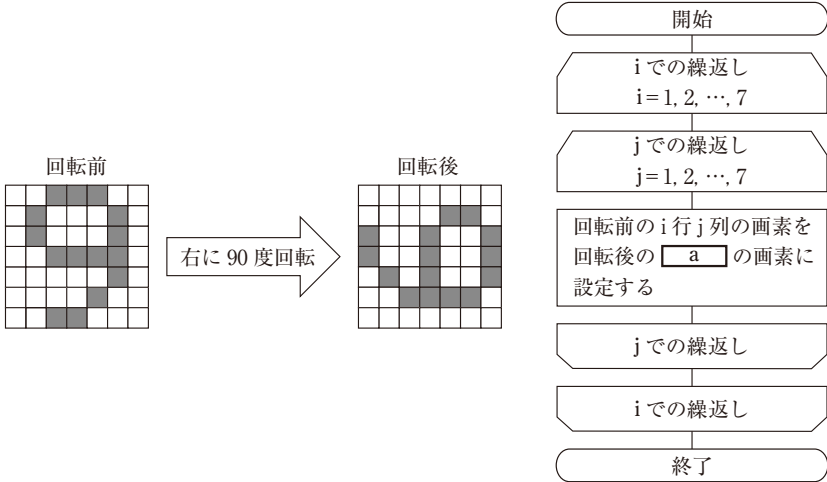 回転前
回転後
右に 90 度回転
開始
i での繰返し
i＝1, 2, …, 7
j での繰返し
j＝1, 2, …, 7
回転前の i 行 j 列の画素を
回転後の a の画素に
設定する
j での繰返し
i での繰返し
終了